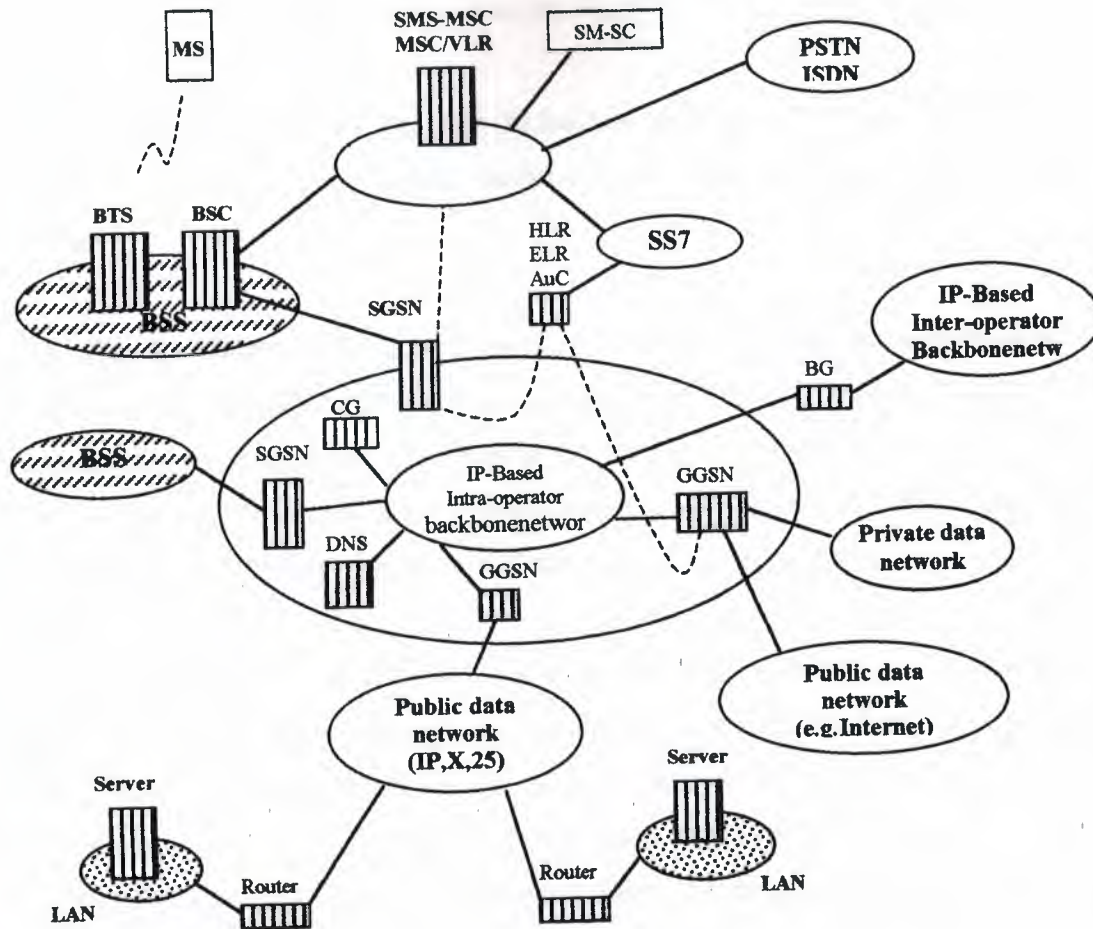 MS
SMS-MSC
MSC/VLR
SM-SC
PSTN
ISDN
BTS
BSC
BSS
HLR
ELR
AuC
SS7
SGSN
IP-Based
Inter-operator
Backbonenetw
BG
CG
BSS
SGSN
IP-Based
Intra-operator
backbonenetwor
GGSN
DNS
GGSN
Private data
network
Public data
network
(e.g.Internet)
Public data
network
(IP,X,25)
Server
Server
Router
Router
LAN
LAN